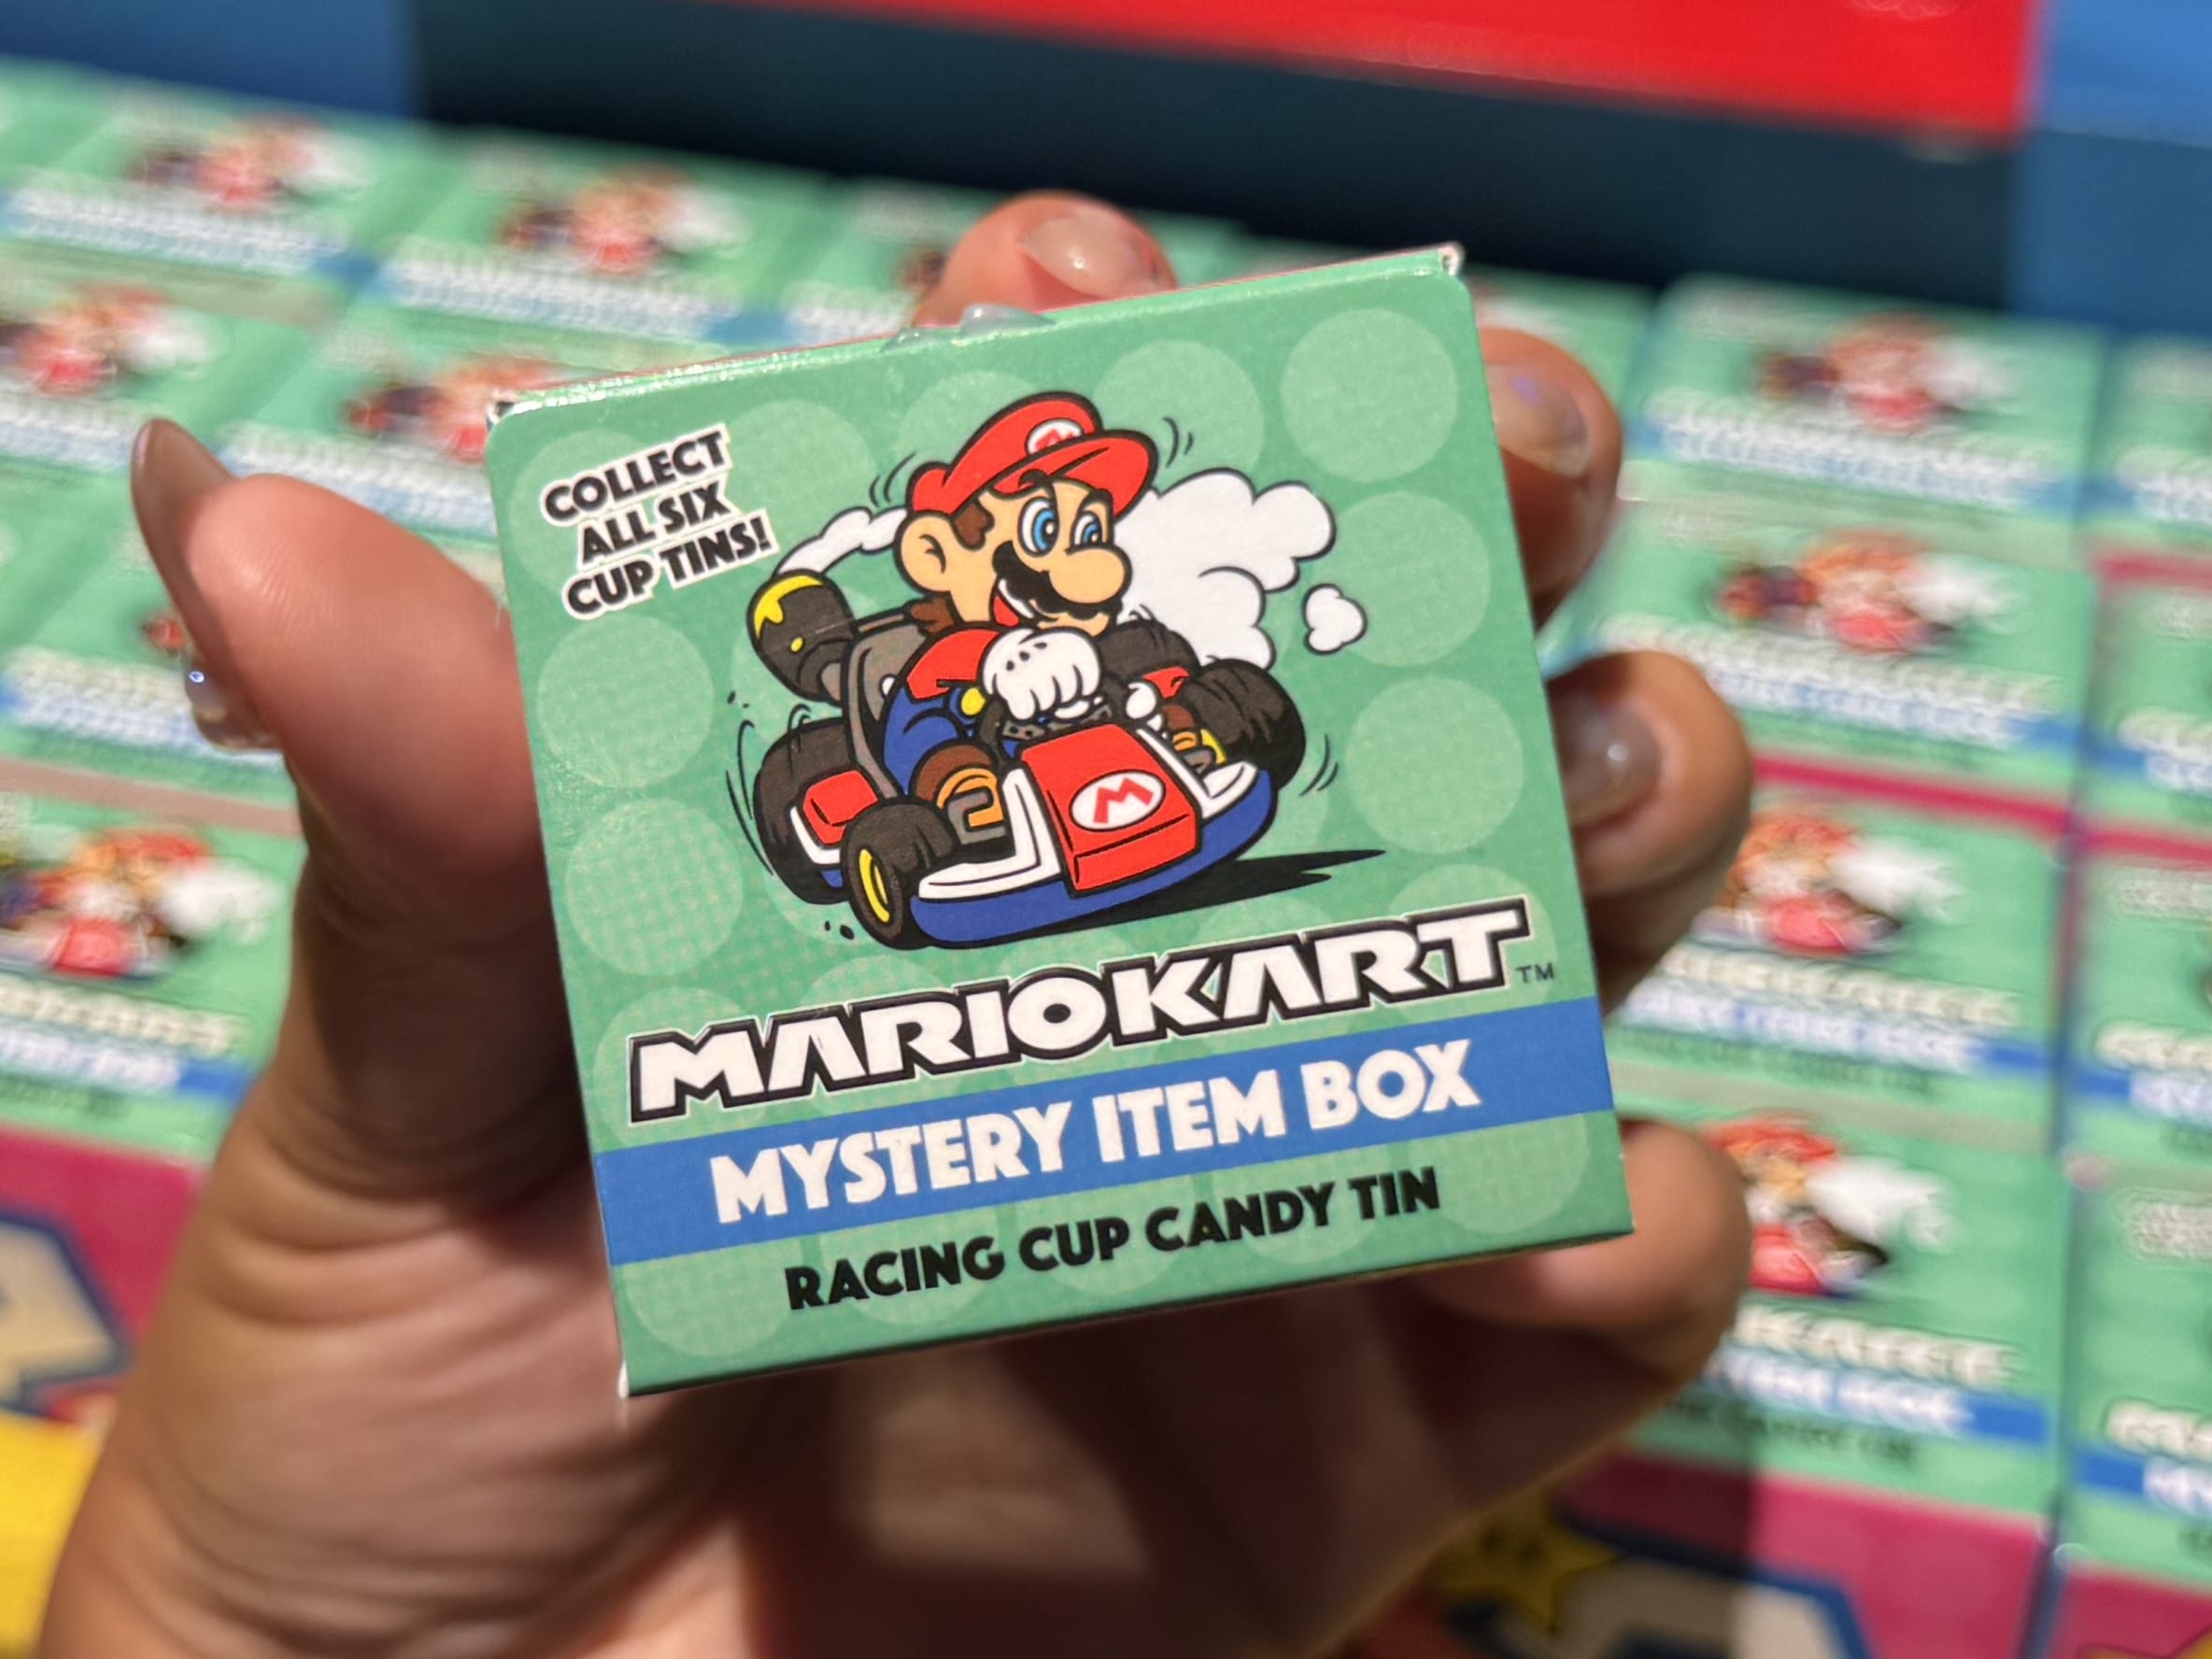 COLLECT
ALL SIX
CUP TINS!
M
M
MARIOKART™
MYSTERY ITEM BOX
RACING CUP CANDY TIN